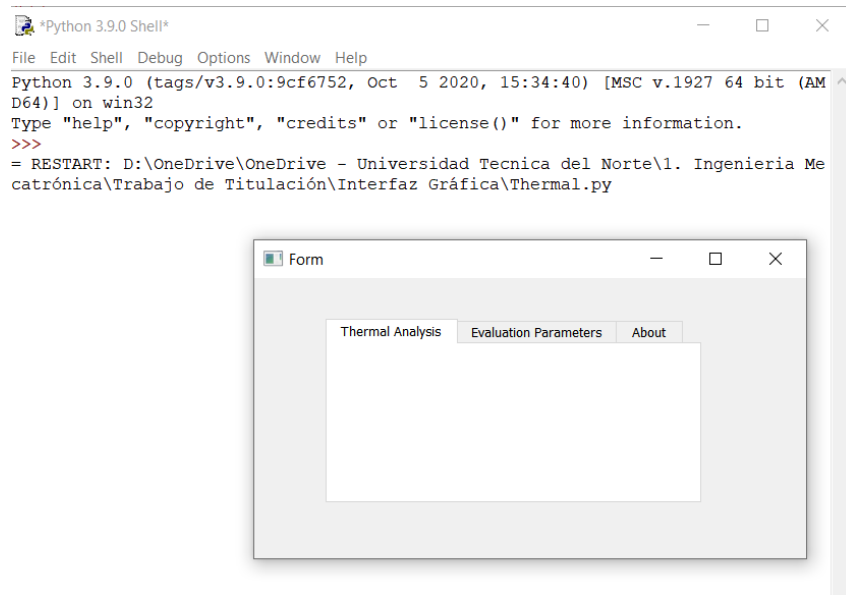 *Python 3.9.0 Shell*
File Edit Shell Debug Options Window Help
Python 3.9.0 (tags/v3.9.0:9cf6752, Oct  5 2020, 15:34:40) [MSC v.1927 64 bit (AM
D64)] on win32
Type "help", "copyright", "credits" or "license()" for more information.
>>>
= RESTART: D:\OneDrive\OneDrive - Universidad Tecnica del Norte\1. Ingenieria Me
catrónica\Trabajo de Titulación\Interfaz Gráfica\Thermal.py
Form
Thermal Analysis Evaluation Parameters About